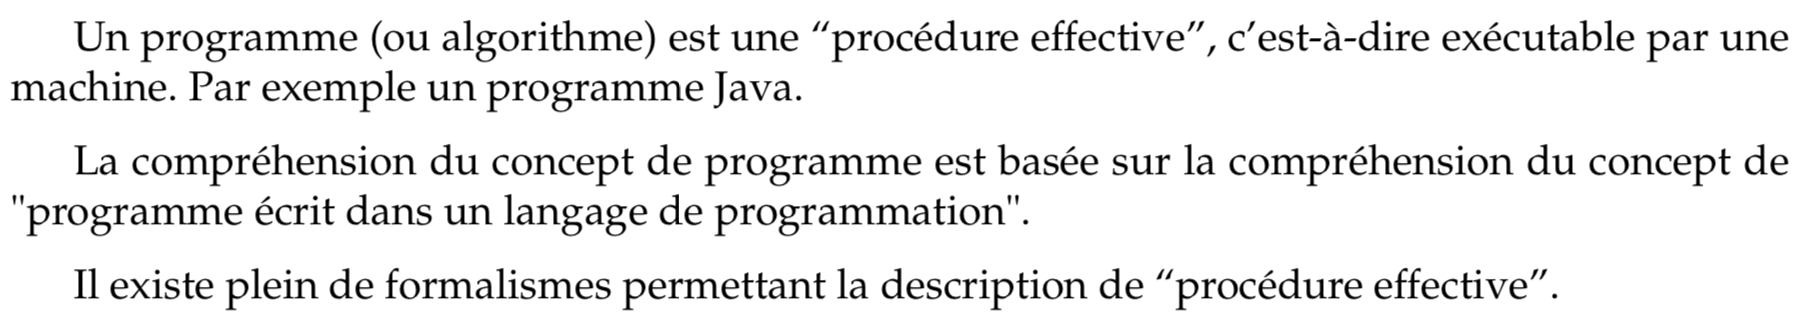 Un programme (ou algorithme) est une “procédure effective”, c’est-à-dire exécutable par une
machine. Par exemple un programme Java.
La compréhension du concept de programme est basée sur la compréhension du concept de
"programme écrit dans un langage de programmation".
Il existe plein de formalismes permettant la description de “procédure effective”.